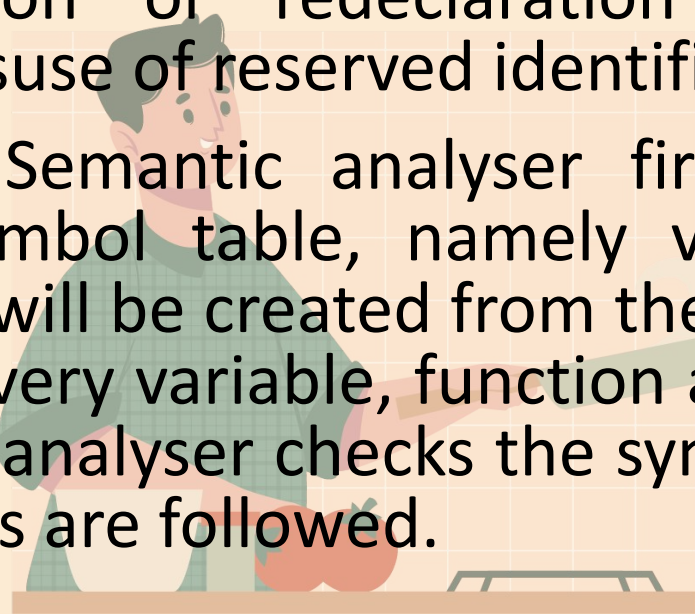 on or redeclaration
suse of reserved identifi
Semantic analyser fir
mbol table, namely v
will be created from the
very variable, function a
analyser checks the syn
s are followed.